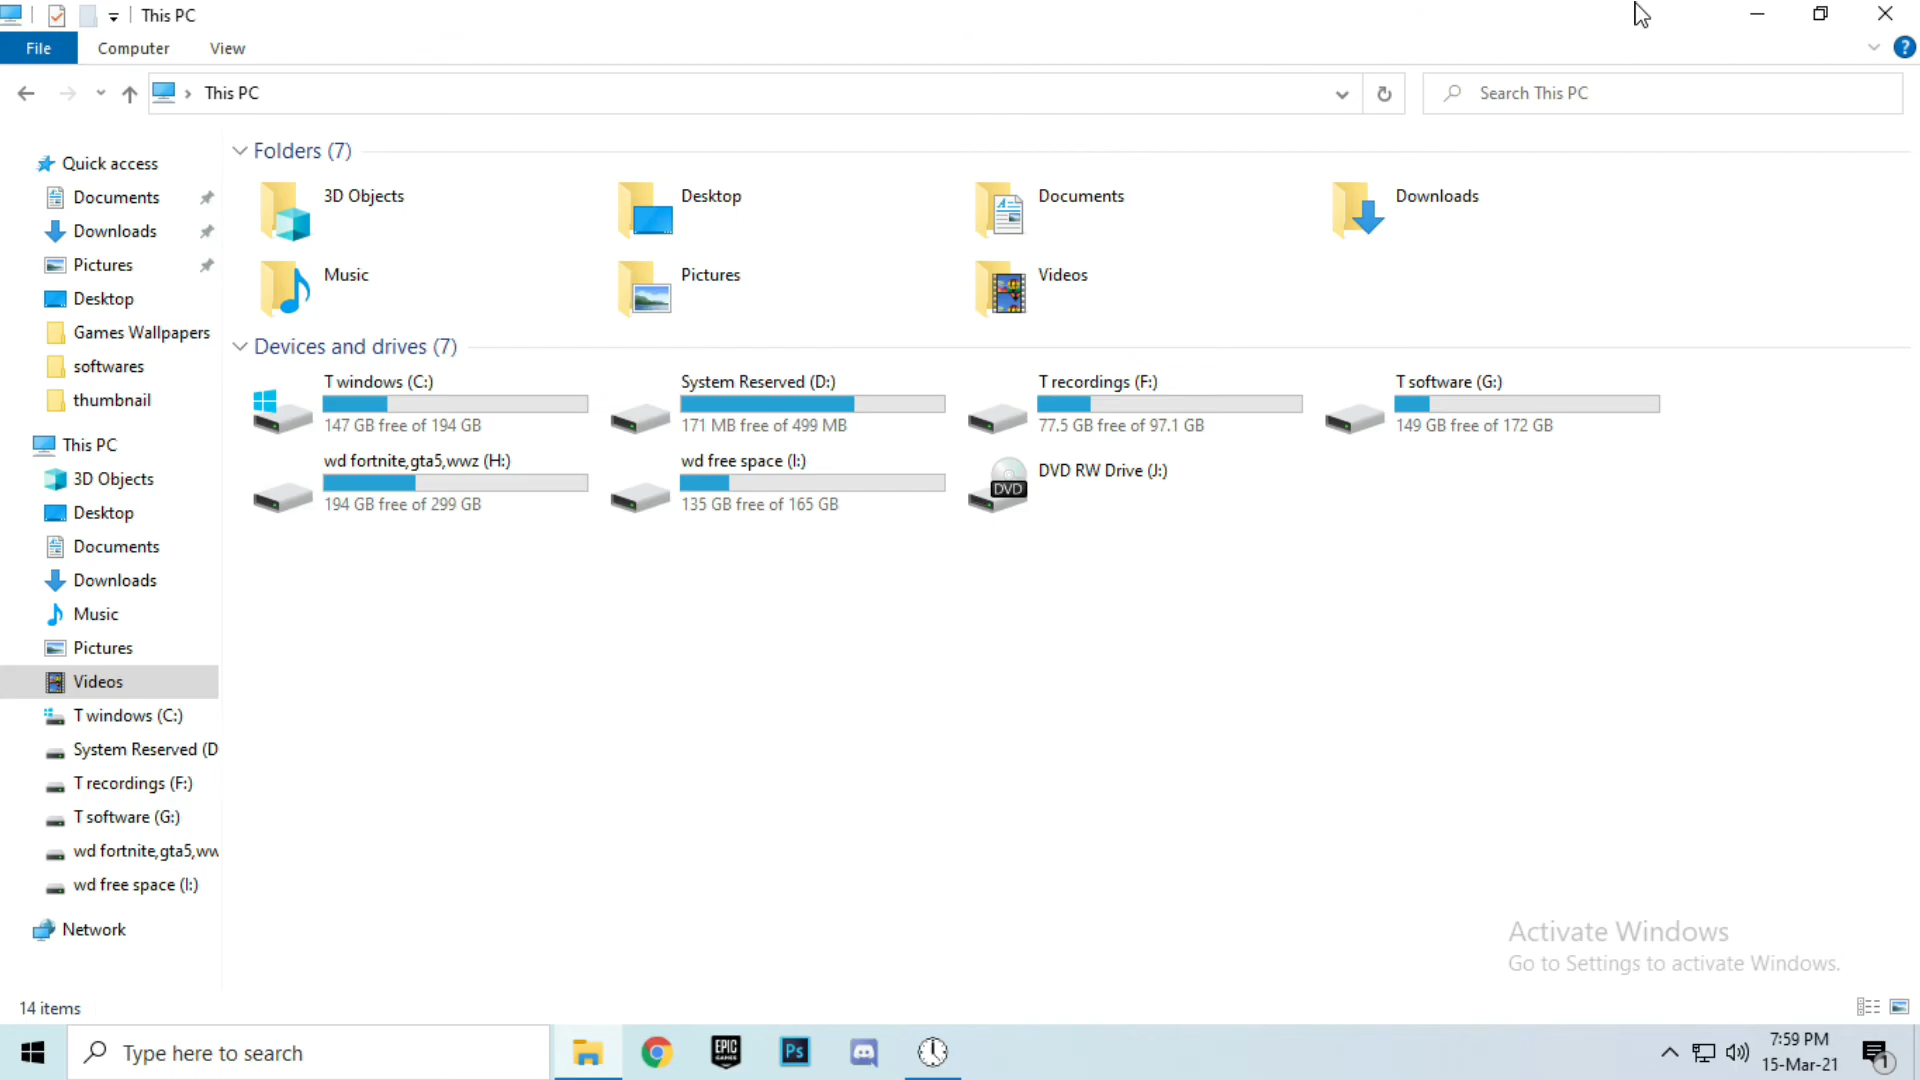 This PC
File
Computer
View
This PC
Search This PC
Quick access
Documents
Downloads
Pictures
Desktop
Games Wallpapers
softwares
thumbnail
This PC
3D Objects
Desktop
Documents
Downloads
Music
Pictures
Videos
T windows (C:)
System Reserved (D
T recordings (F:)
T software (G:)
wd fortnite,gta5,ww
wd free space (I:)
Network
Folders (7)
3D Objects
Desktop
Documents
Downloads
Music
Pictures
Videos
Devices and drives (7)
T windows (C:)
147 GB free of 194 GB
System Reserved (D:)
171 MB free of 499 MB
T recordings (F:)
77.5 GB free of 97.1 GB
T software (G:)
149 GB free of 172 GB
wd fortnite,gta5,wwz (H:)
194 GB free of 299 GB
wd free space (I:)
135 GB free of 165 GB
DVD
DVD RW Drive (J:)
Activate Windows
Go to Settings to activate Windows.
14 items
Type here to search
EPIC
GAMES
Ps
7:59 PM
15-Mar-21
1